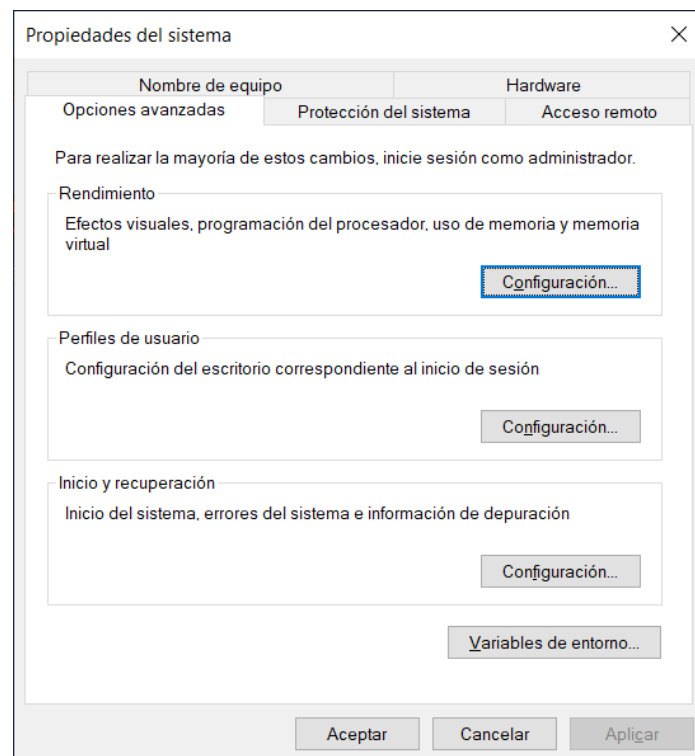 Propiedades del sistema
Nombre de equipo
Hardware
Opciones avanzadas
Protección del sistema
Acceso remoto
Para realizar la mayoría de estos cambios, inicie sesión como administrador.
Rendimiento
Efectos visuales, programación del procesador, uso de memoria y memoria
virtual
Configuración...
Perfiles de usuario
Configuración del escritorio correspondiente al inicio de sesión
Configuración...
Inicio y recuperación
Inicio del sistema, errores del sistema e información de depuración
Configuración...
Variables de entorno...
Aceptar
Cancelar
Aplicar